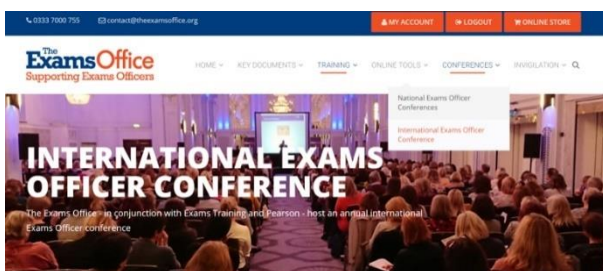 0333 7000 755
contact@theexamsoffice.org
MY ACCOUNT
LOGOUT
ONLINE STORE
The
ExamsOffice
Supporting Exams Officers
HOME
KEY DOCUMENTS
TRAINING
ONLINE TOOLS
CONFERENCES
INVIGILATION
National Exams Officer
Conferences
International Exams Officer
Conference
INTERNATIONAL EXAMS
OFFICER CONFERENCE
The Exams Office - in conjunction with Exams Training and Pearson - host an annual international
Exams Officer conference